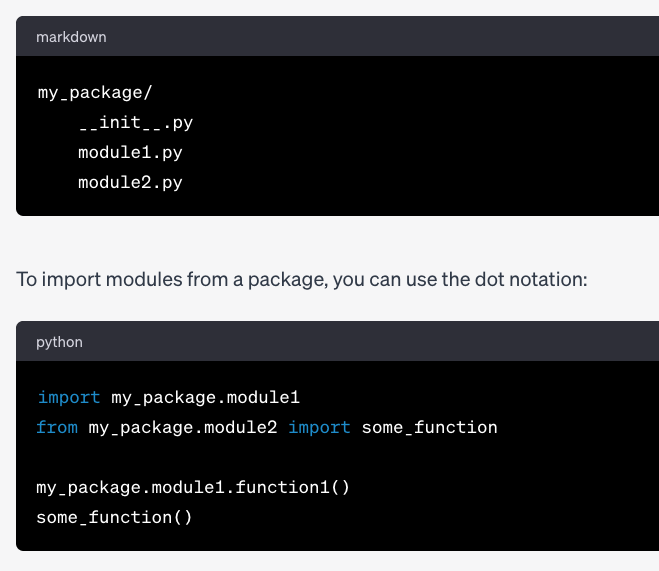 markdown
my_package/
    __init__.py
    module1.py
    module2.py
To import modules from a package, you can use the dot notation:
python
import my_package.module1
from my_package.module2 import some_function

my_package.module1.function1()
some_function()